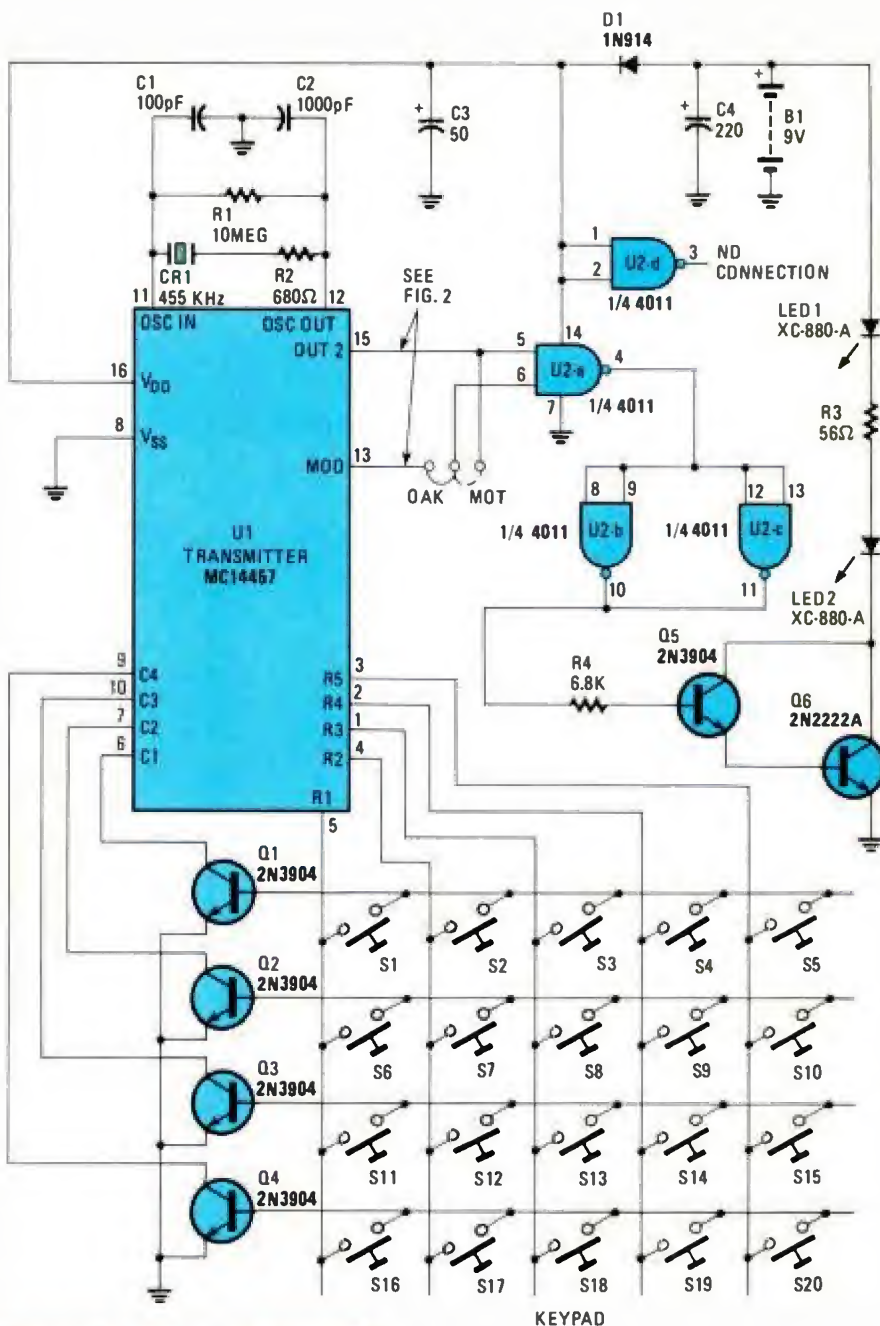 D1
1N914
C1
100pF
C2
1000pF
+
C3
50
+
C4
220
+
B1
9V
R1
10MEG
CR1
455 KHz
R2
680Ω
11
12
OSC IN
OSC OUT
OUT 2
15
16
VDD
8
VSS
MOD
13
SEE
FIG. 2
OAK
MOT
1
2
U2-d
3
ND
CONNECTION
1/4 4011
14
5
6
U2-a
4
7
1/4 4011
LED1
XC-880-A
R3
56Ω
8
9
12
13
1/4 4011
U2-b
1/4 4011
U2-c
10
11
LED2
XC-880-A
U1
TRANSMITTER
MC14457
Q5
2N3904
R4
6.8K
Q6
2N2222A
9
C4
10
C3
7
C2
6
C1
R5
3
R4
2
R3
1
R2
4
R1
5
Q1
2N3904
S1
S2
S3
S4
S5
Q2
2N3904
S6
S7
S8
S9
S10
Q3
2N3904
S11
S12
S13
S14
S15
Q4
2N3904
S16
S17
S18
S19
S20
KEYPAD